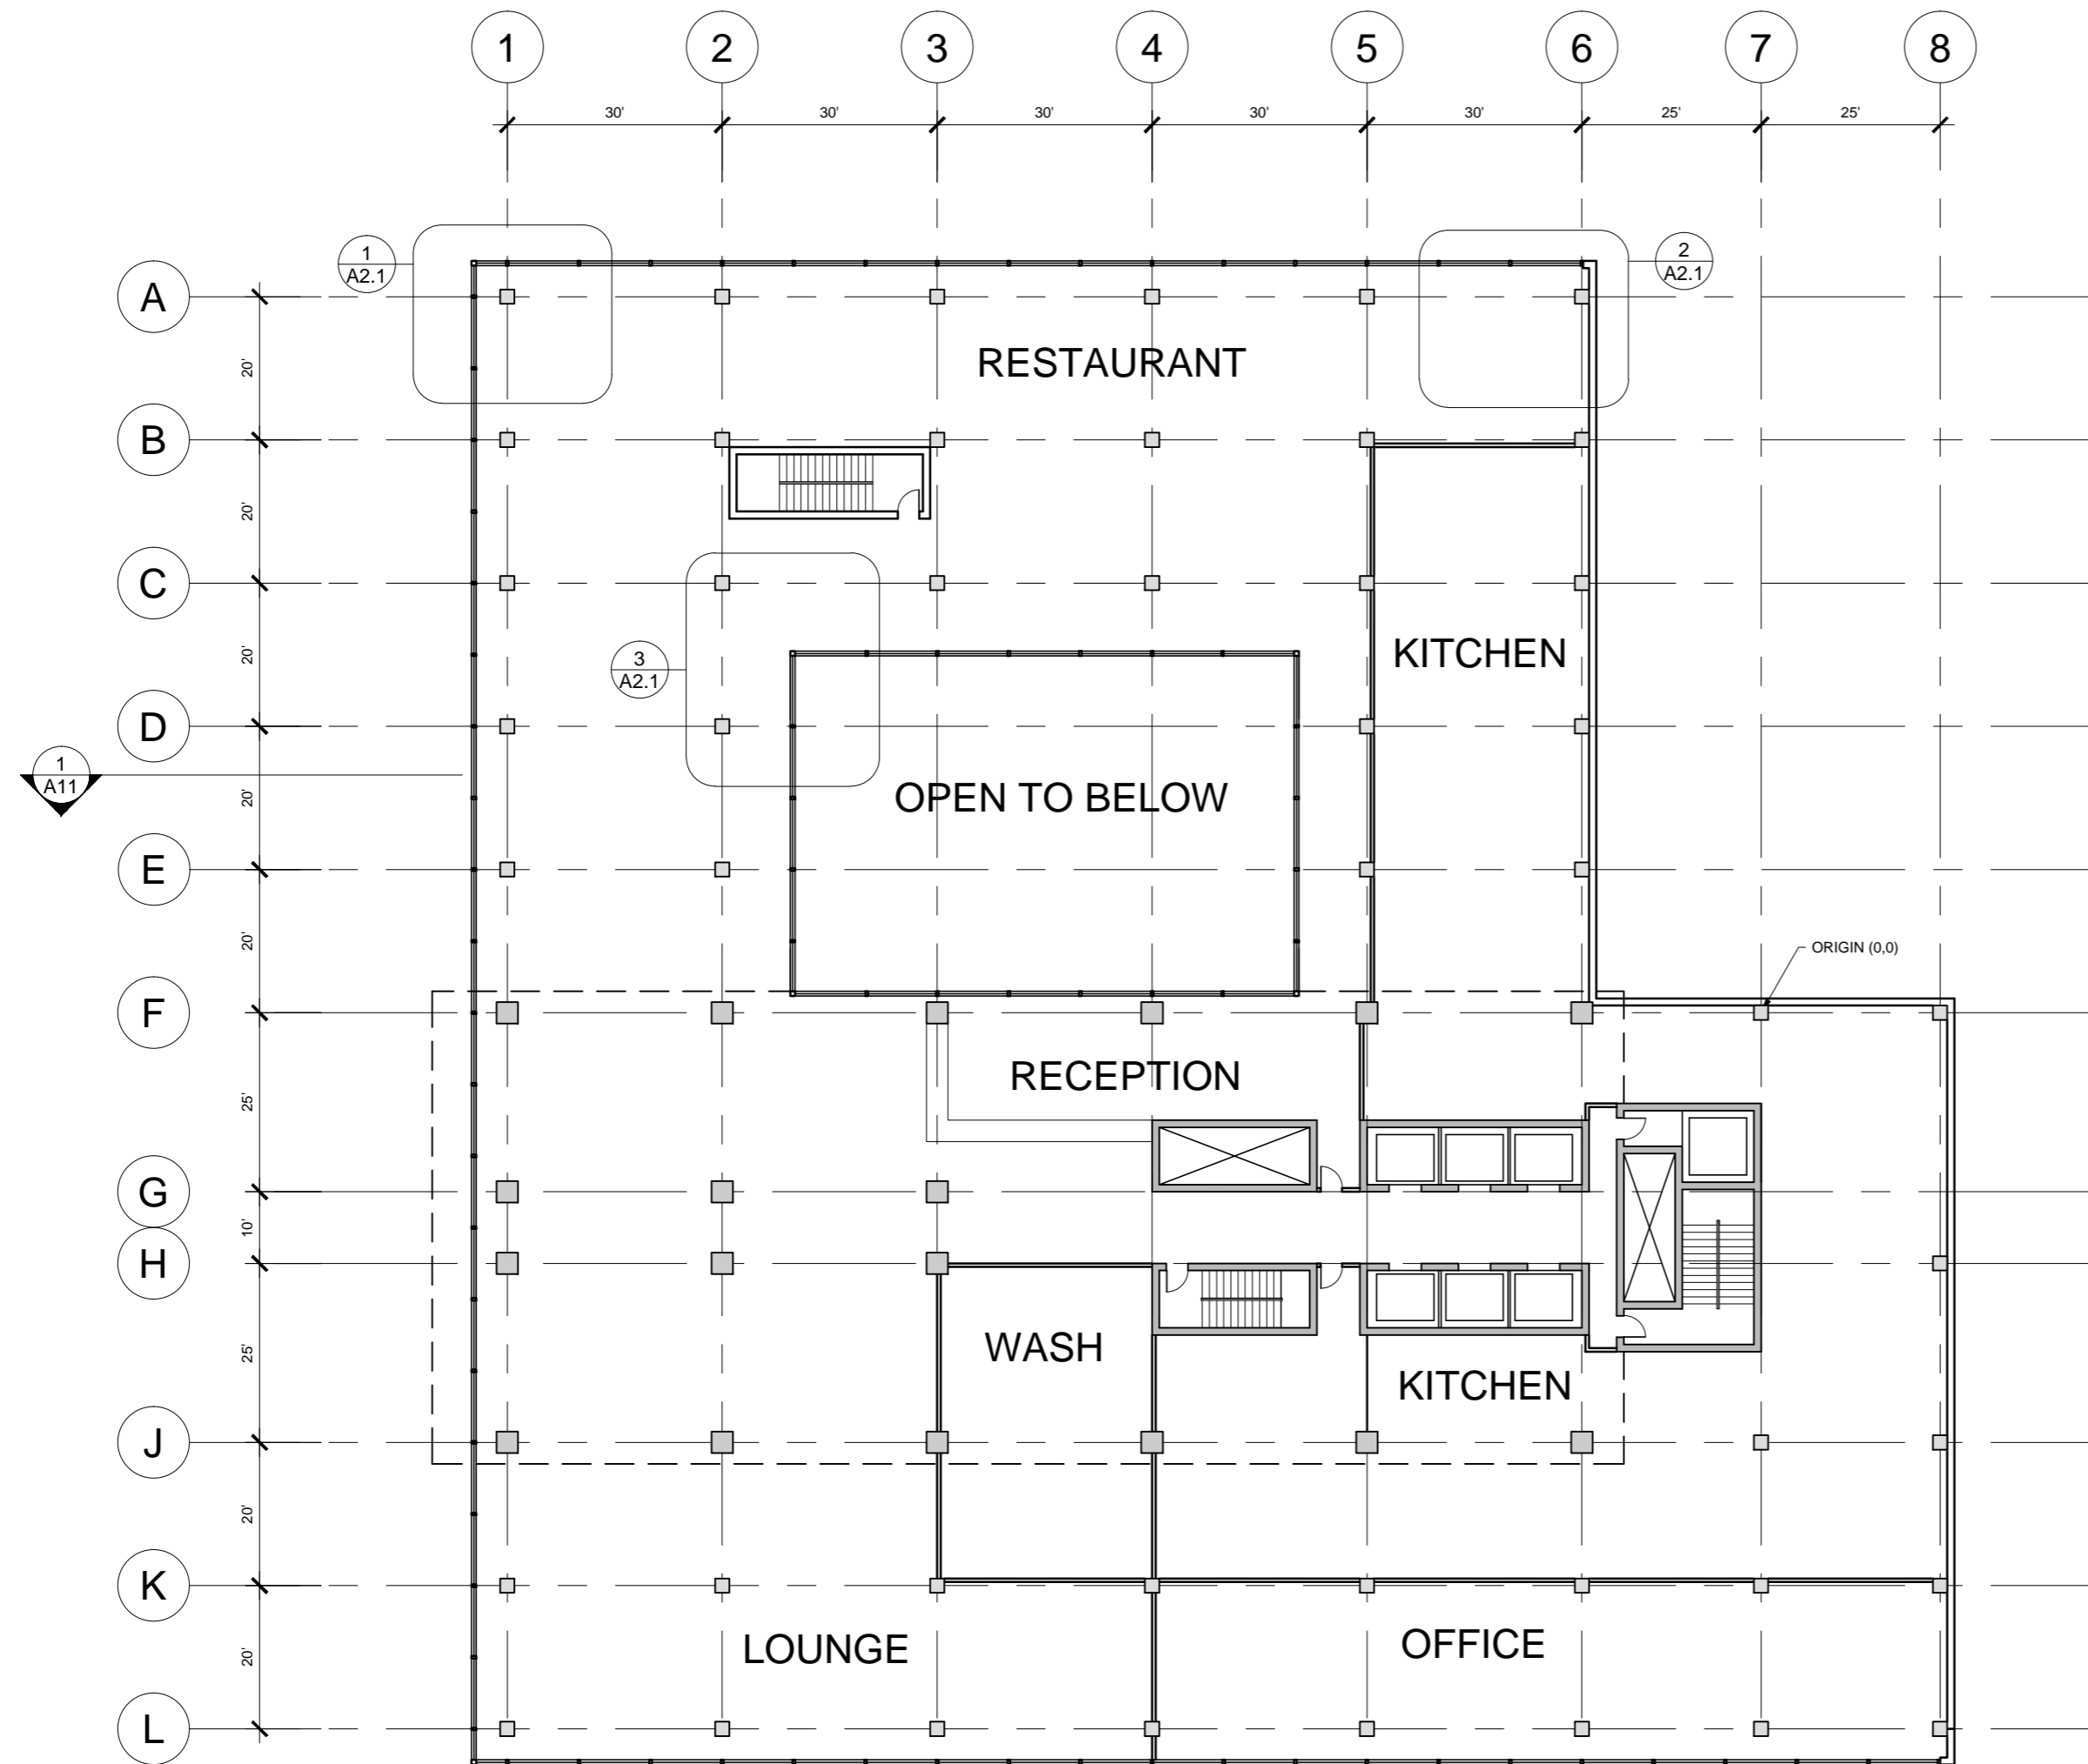 1 2 3 4 5 6 7 8
30' 30' 30' 30' 30' 25' 25'
1
A2.1
2
A2.1
A
20'
RESTAURANT
B
20'
C
20'
KITCHEN
3
A2.1
D
1
A11
20'
OPEN TO BELOW
E
20'
ORIGIN (0,0)
F
25'
RECEPTION
G
10'
H
25'
WASH
KITCHEN
J
20'
K
20'
LOUNGE
OFFICE
L